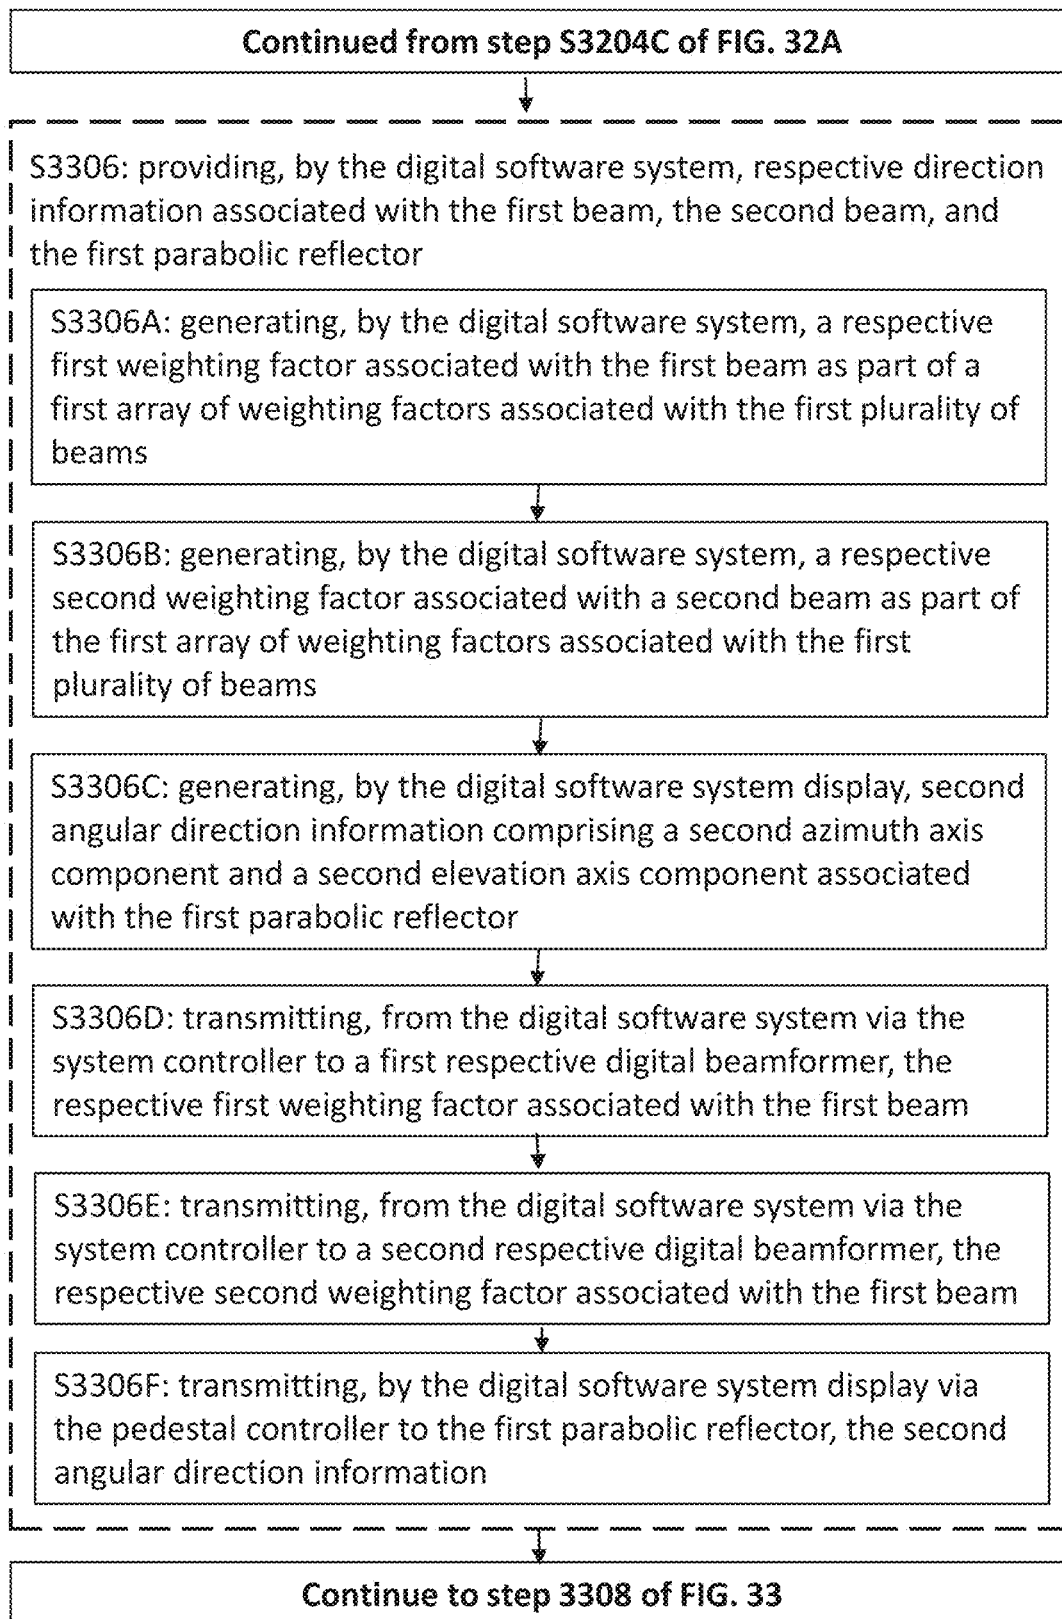 Continued from step S3204C of FIG. 32A
S3306: providing, by the digital software system, respective direction
information associated with the first beam, the second beam, and
the first parabolic reflector
S3306A: generating, by the digital software system, a respective
first weighting factor associated with the first beam as part of a
first array of weighting factors associated with the first plurality of
beams
S3306B: generating, by the digital software system, a respective
second weighting factor associated with a second beam as part of
the first array of weighting factors associated with the first
plurality of beams
S3306C: generating, by the digital software system display, second
angular direction information comprising a second azimuth axis
component and a second elevation axis component associated
with the first parabolic reflector
S3306D: transmitting, from the digital software system via the
system controller to a first respective digital beamformer, the
respective first weighting factor associated with the first beam
S3306E: transmitting, from the digital software system via the
system controller to a second respective digital beamformer, the
respective second weighting factor associated with the first beam
S3306F: transmitting, by the digital software system display via
the pedestal controller to the first parabolic reflector, the second
angular direction information
Continue to step 3308 of FIG. 33